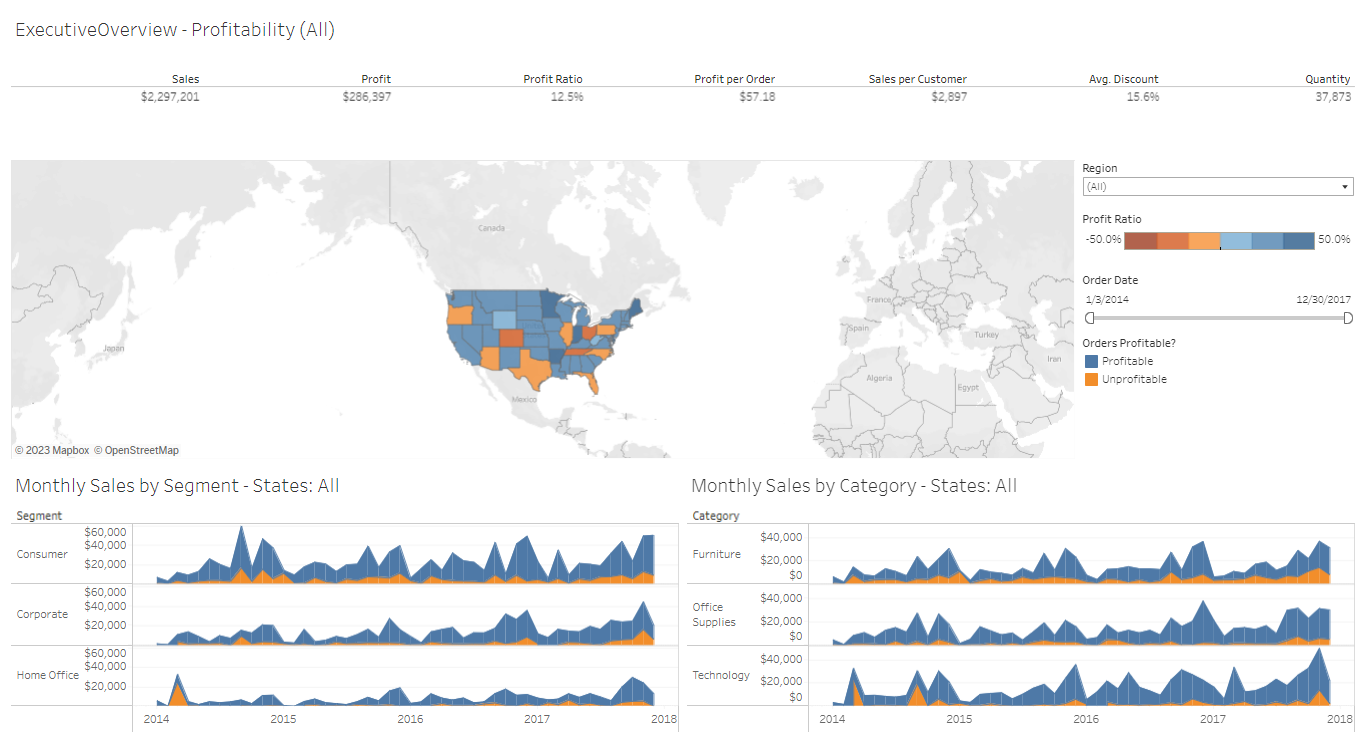 ExecutiveOverview - Profitability (All)
Sales Profit Profit Ratio Profit per Order Sales per Customer Avg. Discount Quantity
$2,297,201 $286,397 12.5% $57.18 $2,897 15.6% 37,873
Canada
Japan
Mexico
France
Spain
Turkey
Iran
Algeria
Egypt
© 2023 Mapbox © OpenStreetMap
Region
(All)
Profit Ratio
-50.0% 50.0%
Order Date
1/3/2014 12/30/2017
Orders Profitable?
Profitable
Unprofitable
Monthly Sales by Segment - States: All
Segment
Consumer
$60,000
$40,000
$20,000
Corporate
$60,000
$40,000
$20,000
Home Office
$60,000
$40,000
$20,000
2014 2015 2016 2017 2018
Monthly Sales by Category - States: All
Category
Furniture
$40,000
$20,000
$0
Office
Supplies
$40,000
$20,000
$0
Technology
$40,000
$20,000
$0
2014 2015 2016 2017 2018